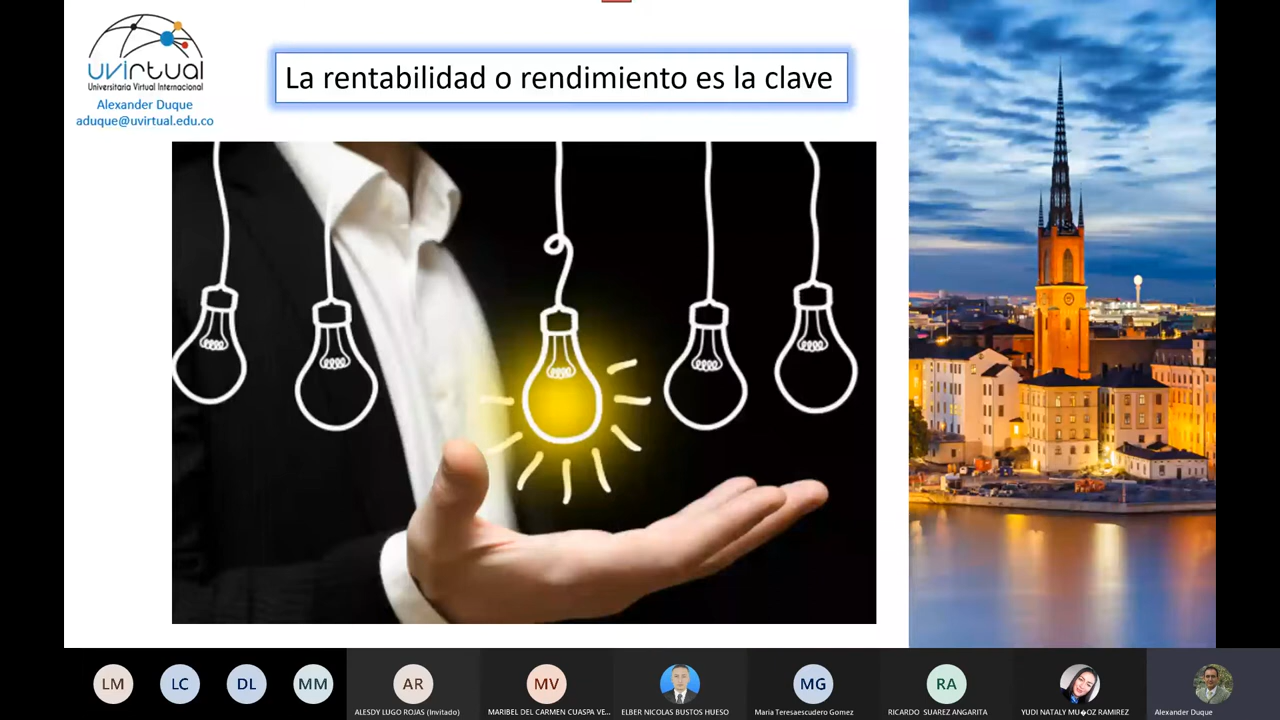 uvirtual
Universitaria Virtual Internacional
Alexander Duque
aduque@uvirtual.edu.co
La rentabilidad o rendimiento es la clave
LM
LC
DL
MM
AR
MV
MG
RA
ALESDY LUGO ROJAS (Invitado)
MARIBEL DEL CARMEN CUASPA VE...
ELBER NICOLAS BUSTOS HUESO
Maria Teresaescudero Gomez
RICARDO SUAREZ ANGARITA
YUDI NATALY MU�OZ RAMIREZ
Alexander Duque